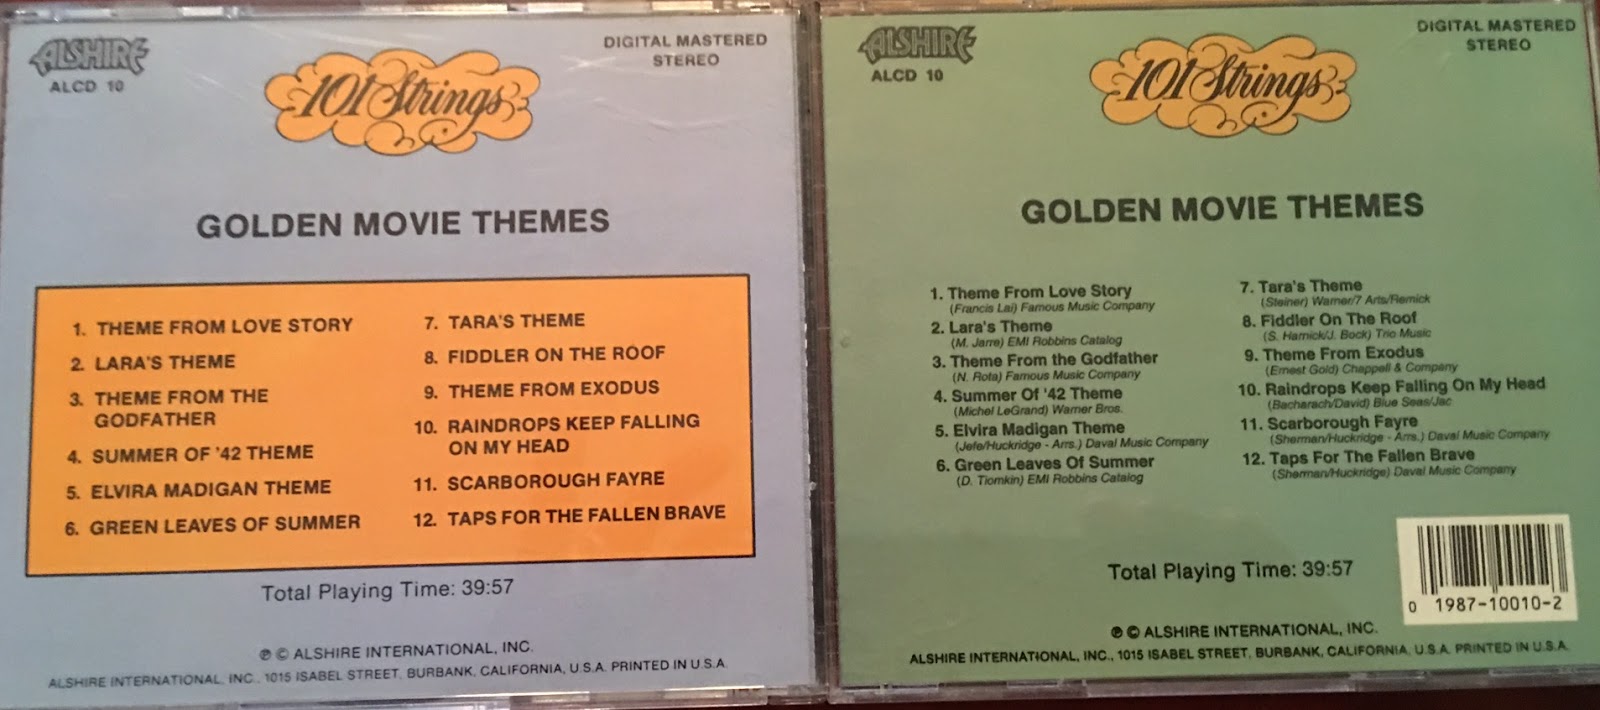 ALSHIRE
ALCD 10
101 Strings
DIGITAL MASTERED
STEREO
GOLDEN MOVIE THEMES
1. THEME FROM LOVE STORY
2. LARA'S THEME
3. THEME FROM THE
GODFATHER
4. SUMMER OF '42 THEME
5. ELVIRA MADIGAN THEME
6. GREEN LEAVES OF SUMMER
7. TARA'S THEME
8. FIDDLER ON THE ROOF
9. THEME FROM EXODUS
10. RAINDROPS KEEP FALLING
ON MY HEAD
11. SCARBOROUGH FAYRE
12. TAPS FOR THE FALLEN BRAVE
Total Playing Time: 39:57
℗ © ALSHIRE INTERNATIONAL, INC.
ALSHIRE INTERNATIONAL, INC., 1015 ISABEL STREET, BURBANK, CALIFORNIA, U.S.A. PRINTED IN U.S.A.
ALSHIRE
ALCD 10
101 Strings
DIGITAL MASTERED
STEREO
GOLDEN MOVIE THEMES
1. Theme From Love Story
(Francis Lai) Famous Music Company
2. Lara's Theme
(M. Jarre) EMI Robbins Catalog
3. Theme From the Godfather
(N. Rota) Famous Music Company
4. Summer Of '42 Theme
(Michel LeGrand) Warner Bros.
5. Elvira Madigan Theme
(Jefe/Huckridge - Arrs.) Daval Music Company
6. Green Leaves Of Summer
(D. Tiomkin) EMI Robbins Catalog
7. Tara's Theme
(Steiner) Warner/7 Arts/Remick
8. Fiddler On The Roof
(S. Harnick/J. Bock) Trio Music
9. Theme From Exodus
(Ernest Gold) Chappell & Company
10. Raindrops Keep Falling On My Head
(Bacharach/David) Blue Seas/Jac
11. Scarborough Fayre
(Sherman/Huckridge - Arrs.) Daval Music Company
12. Taps For The Fallen Brave
(Sherman/Huckridge) Daval Music Company
Total Playing Time: 39:57
0 1987-10010-2
℗ © ALSHIRE INTERNATIONAL, INC.
ALSHIRE INTERNATIONAL, INC., 1015 ISABEL STREET, BURBANK, CALIFORNIA, U.S.A. PRINTED IN U.S.A.